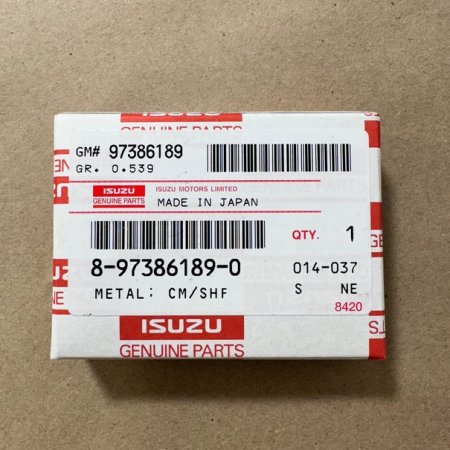 ISUZU
GENUINE PARTS
GM# 97386189
GR. 0.539
ISUZU
GENUINE PARTS
ISUZU MOTORS LIMITED
MADE IN JAPAN
QTY. 1
8-97386189-0
014-037
METAL; CM/SHF
S NE
8420
ISUZU
GENUINE PARTS